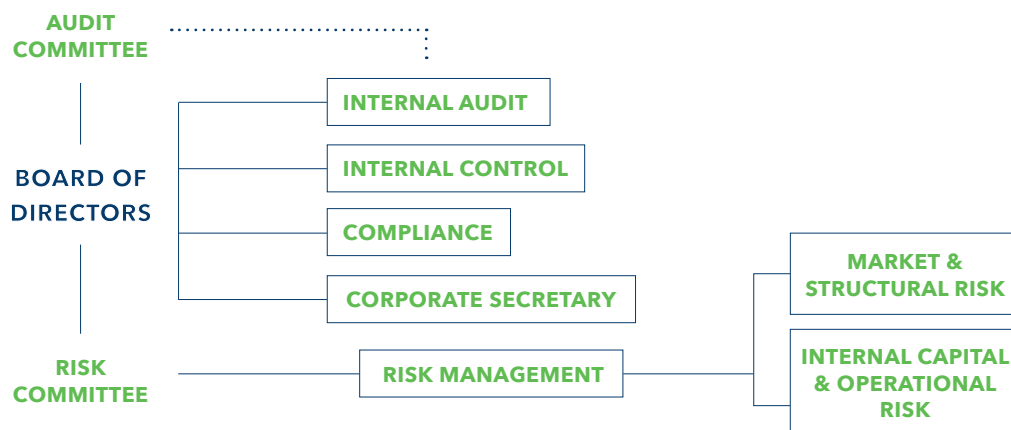 AUDIT
COMMITTEE
INTERNAL AUDIT
INTERNAL CONTROL
BOARD OF
DIRECTORS
COMPLIANCE
CORPORATE SECRETARY
MARKET &
STRUCTURAL RISK
RISK
COMMITTEE
RISK MANAGEMENT
INTERNAL CAPITAL
& OPERATIONAL
RISK